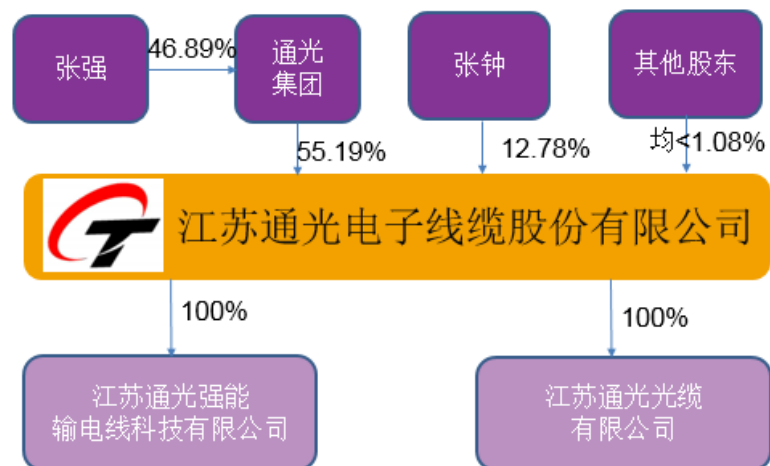 张强
46.89%
通光
集团
张钟
其他股东
55.19%
12.78%
均<1.08%
江苏通光电子线缆股份有限公司
100%
100%
江苏通光强能
输电线科技有限公司
江苏通光光缆
有限公司